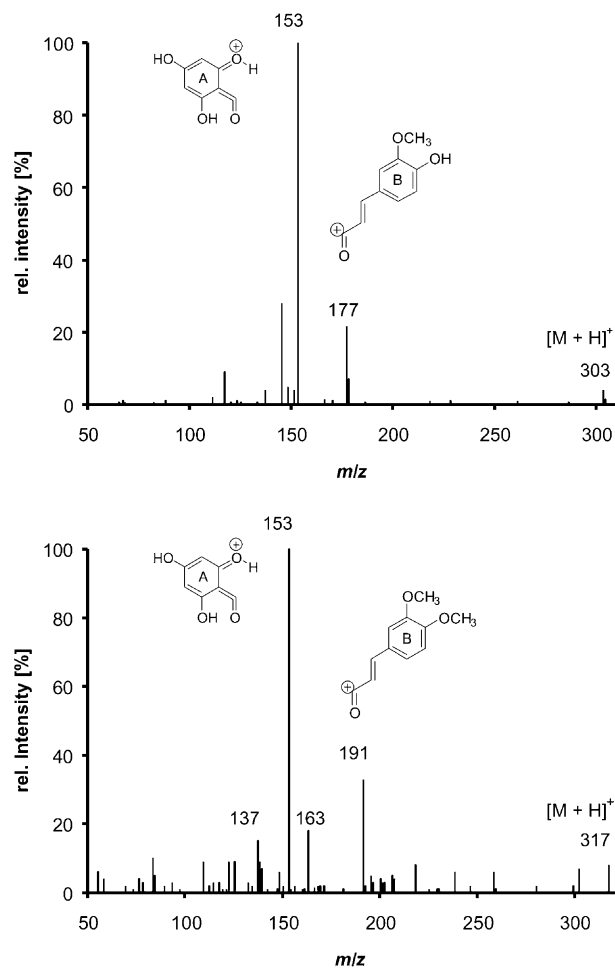 153
100
HO
A
⊕
O
H
OH
O
OCH3
OH
B
⊕
O
rel. intensity [%]
80
60
40
20
0
177
[M + H]+
303
50
100
150
200
250
300
m/z
153
100
HO
A
⊕
O
H
OH
O
OCH3
OCH3
B
⊕
O
rel. Intensity [%]
80
60
40
20
0
191
137
163
[M + H]+
317
50
100
150
200
250
300
m/z